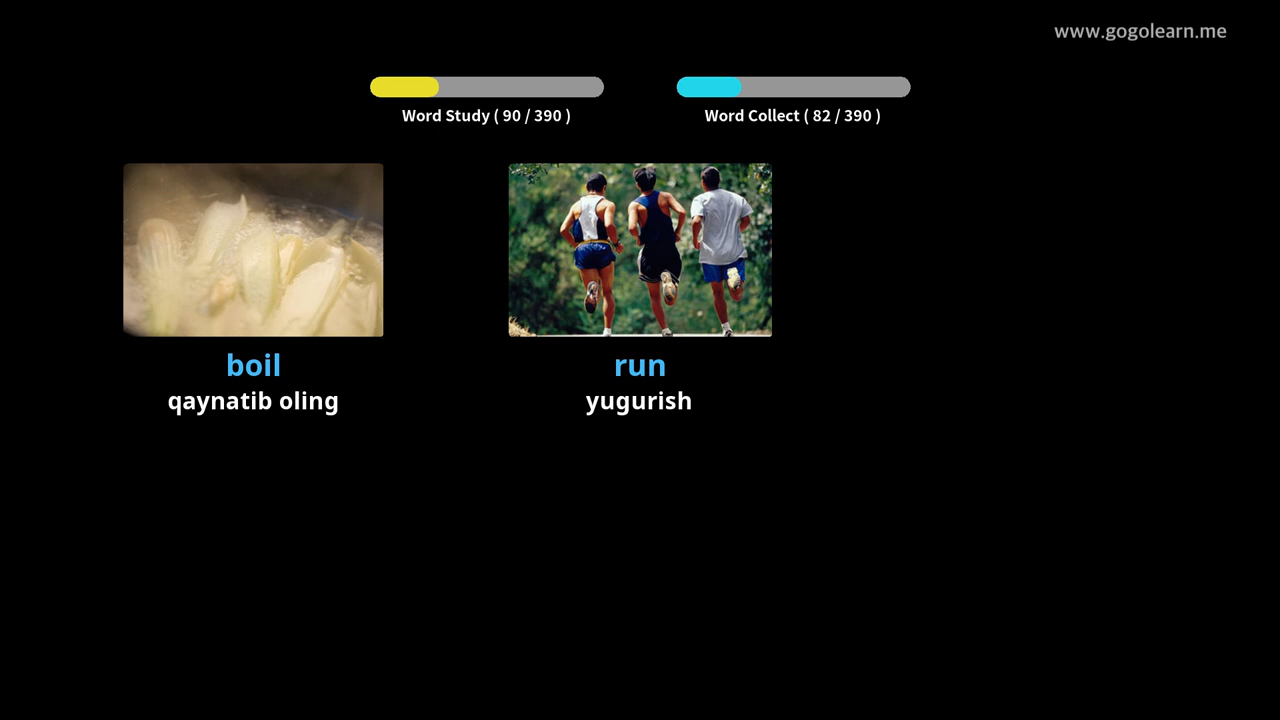 www.gogolearn.me
Word Study ( 90 / 390 )
Word Collect ( 82 / 390 )
boil
qaynatib oling
run
yugurish